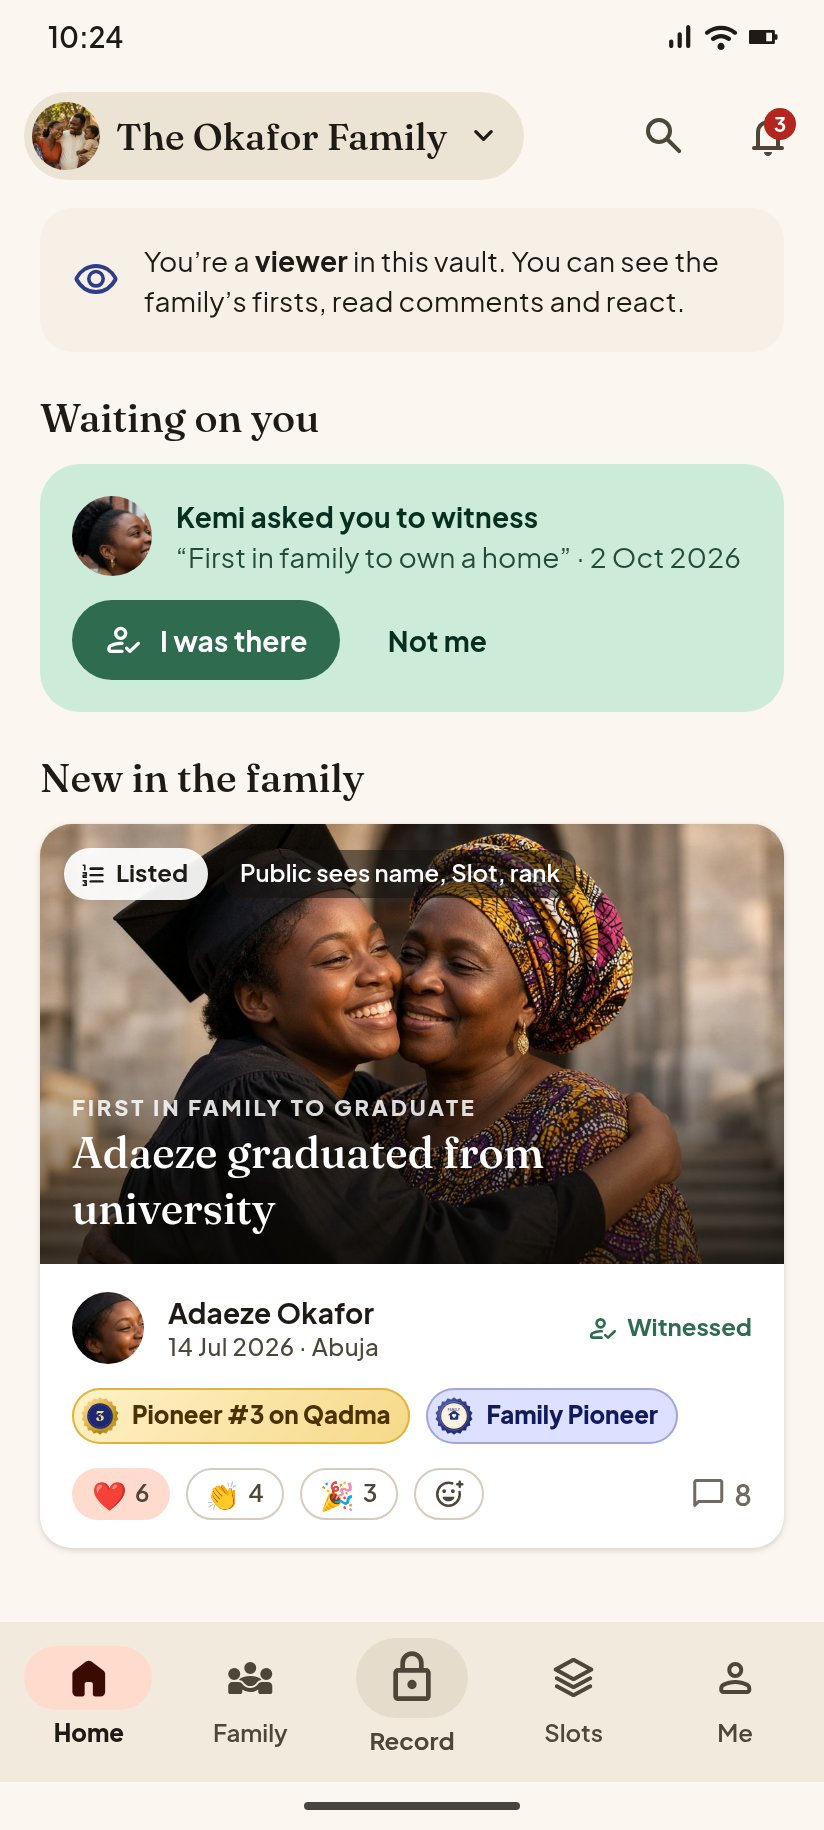 10:24
The Okafor Family
3
You’re a viewer in this vault. You can see the
family’s firsts, read comments and react.
Waiting on you
Kemi asked you to witness
“First in family to own a home” · 2 Oct 2026
I was there
Not me
New in the family
Listed
Public sees name, Slot, rank
FIRST IN FAMILY TO GRADUATE
Adaeze graduated from
university
Adaeze Okafor
14 Jul 2026 · Abuja
Witnessed
3
Pioneer #3 on Qadma
Family Pioneer
6
4
3
8
Home
Family
Record
Slots
Me